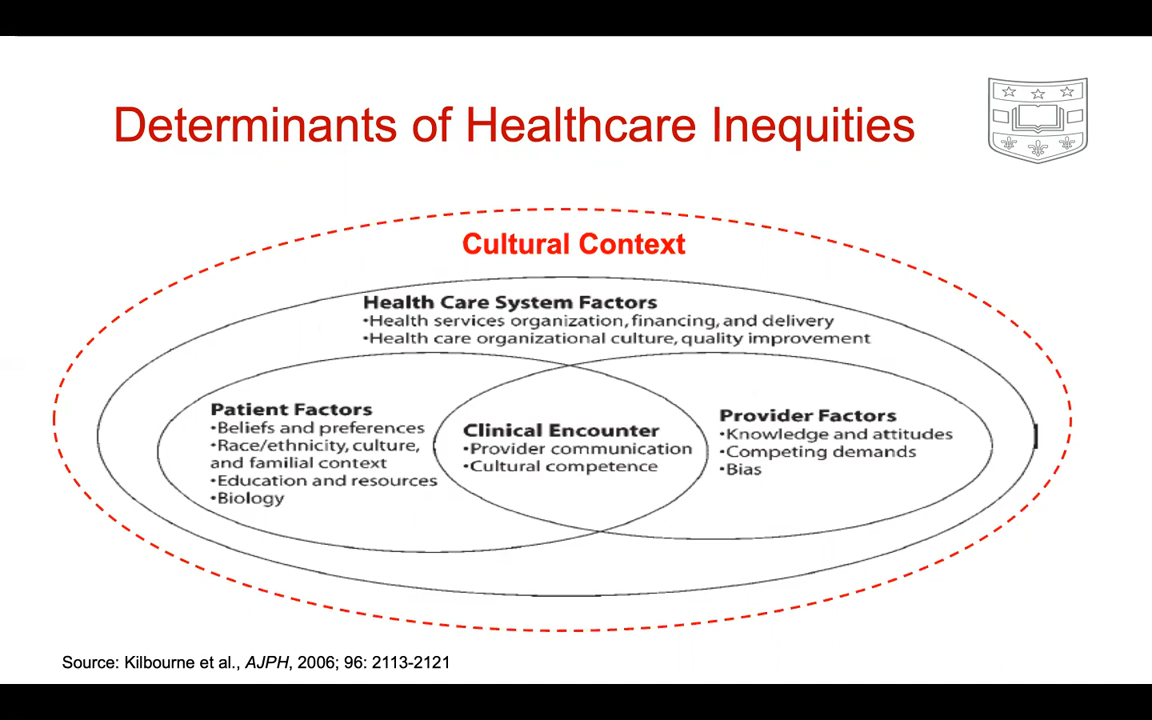 Determinants of Healthcare Inequities
Cultural Context
Health Care System Factors
•Health services organization, financing, and delivery
•Health care organizational culture, quality improvement
Patient Factors
•Beliefs and preferences
•Race/ethnicity, culture,
and familial context
•Education and resources
•Biology
Clinical Encounter
•Provider communication
•Cultural competence
Provider Factors
•Knowledge and attitudes
•Competing demands
•Bias
Source: Kilbourne et al., AJPH, 2006; 96: 2113-2121